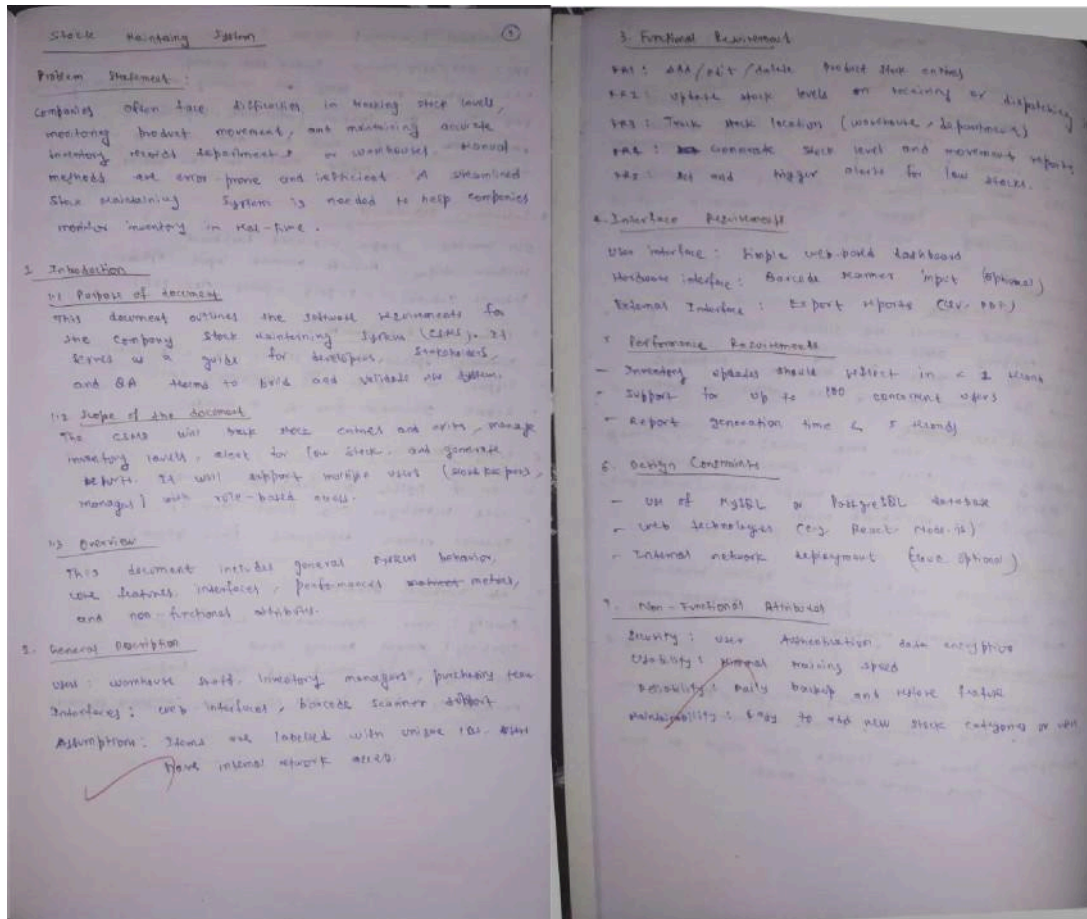 Stock Maintaing System
1
Problem Statement :
Companies often face difficulties in tracking stock levels,
monitoring product movement, and maintaining accurate
inventory records department or warehouses. Manual
methods are error prone and inefficient. A streamlined
Stock Maintaining System is needed to help companies
monitor inventory in real-time.
1. Introduction
1.1 Purpose of document
This document outlines the software requirements for
the company Stock Maintaining System (CSMS). It
serves as a guide for developers, stakeholders,
and QA teams to and validate the system.
1.2 Scope of the document
The CSMS will track stock entries and exits, manage
inventory levels, alert for low stock, and generate
reports. It will support multiple users (storekeepers,
managers) with role-based access.
1.3 Overview
This document includes general system behavior,
core features, interfaces, performances metrics,
and non-functional attributes.
2. General Description
Users : warehouse staff, inventory managers, purchasing team
Interfaces : web interfaces, barcode scanner support
Assumptions : Items are labelled with unique IDs.
have internal network access.
3. Functional Requirement
FR1 : Add/edit/delete product stock entries
FR2 : Update stock levels on receiving or dispatching
FR3 : Track stock location (warehouse, departments)
FR4 : Generate stock level and movement reports
FR5 : Set and trigger alerts for low stocks.
4. Interface Requirements
User interface : Simple web-based dashboard
Hardware interface : Barcode scanner input (optional)
External Interface : Export reports (CSV, PDF)
5 Performance Requirements
- Inventory updates should reflect in < 2 seconds
- Support for up to 100 concurrent users
- Report generation time < 5 seconds
6. Design Constraints
- Use of MySQL or PostgreSQL database
- Web technologies (e.g. React, Node.js)
- Internal network deployment (optional)
7. Non-Functional Attributes
Security : User Authentication, data encryption
Usability : training
Reliability : Daily backup and restore feature
Maintainability : Easy to add new stock categories or